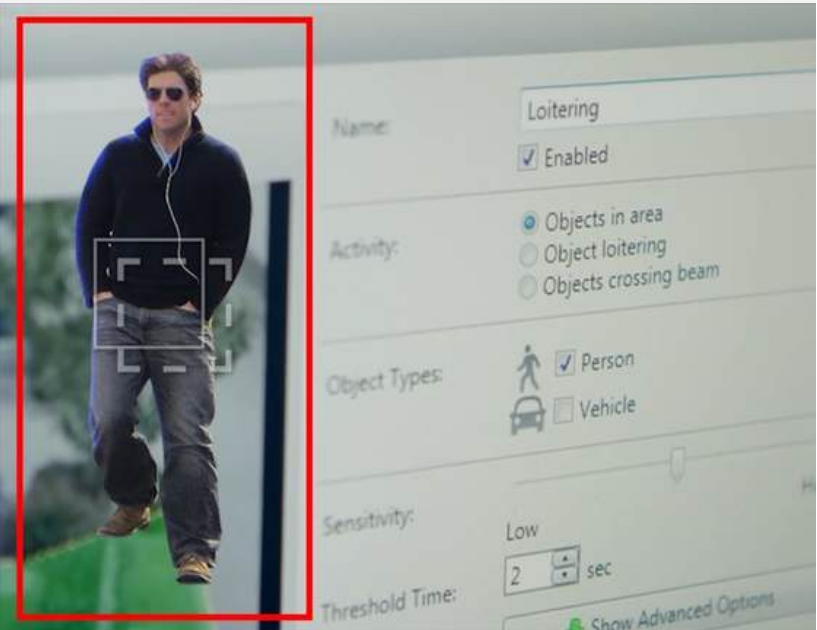 Name:
Loitering
Enabled
Activity:
Objects in area
Object loitering
Objects crossing beam
Object Types:
Person
Vehicle
Sensitivity:
Low
Threshold Time:
2 sec
Show Advanced Options